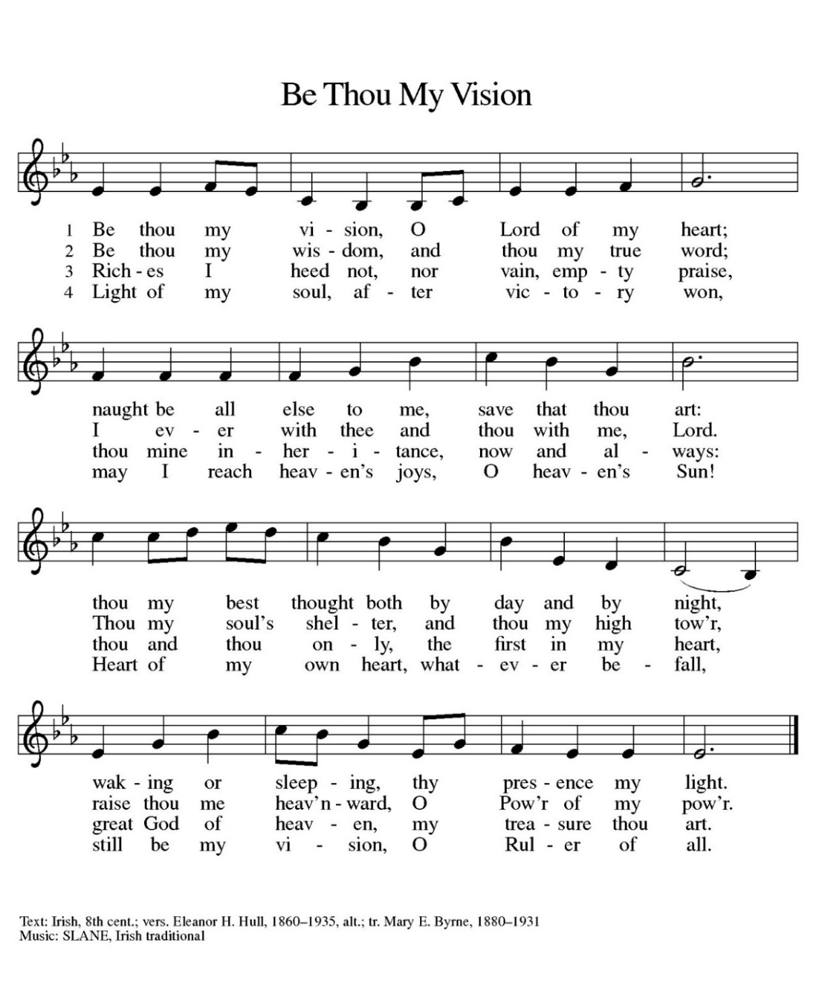 Be Thou My Vision
1 Be thou my vi - sion, O Lord of my heart;
2 Be thou my wis - dom, and thou my true word;
3 Rich - es I heed not, nor vain, emp - ty praise,
4 Light of my soul, af - ter vic - to - ry won,
naught be all else to me, save that thou art:
I ev - er with thee and thou with me, Lord.
thou mine in - her - i - tance, now and al - ways:
may I reach heav - en's joys, O heav - en's Sun!
thou my best thought both by day and by night,
Thou my soul's shel - ter, and thou my high tow'r,
thou and thou on - ly, the first in my heart,
Heart of my own heart, what - ev - er be - fall,
wak - ing or sleep - ing, thy pres - ence my light.
raise thou me heav'n - ward, O Pow'r of my pow'r.
great God of heav - en, my trea - sure thou art.
still be my vi - sion, O Rul - er of all.
Text: Irish, 8th cent.; vers. Eleanor H. Hull, 1860–1935, alt.; tr. Mary E. Byrne, 1880–1931
Music: SLANE, Irish traditional